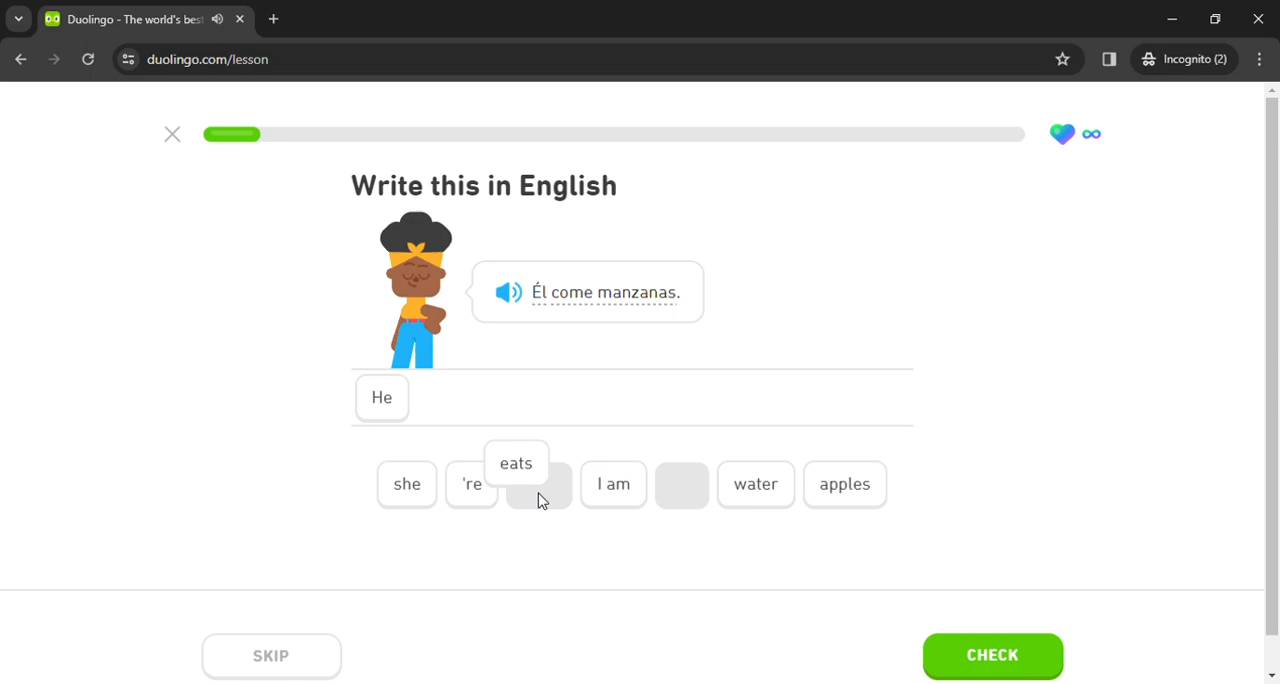 Duolingo - The world's bes
duolingo.com/lesson
Incognito (2)
Write this in English
Él come manzanas.
He
eats
she 're I am water apples
SKIP CHECK